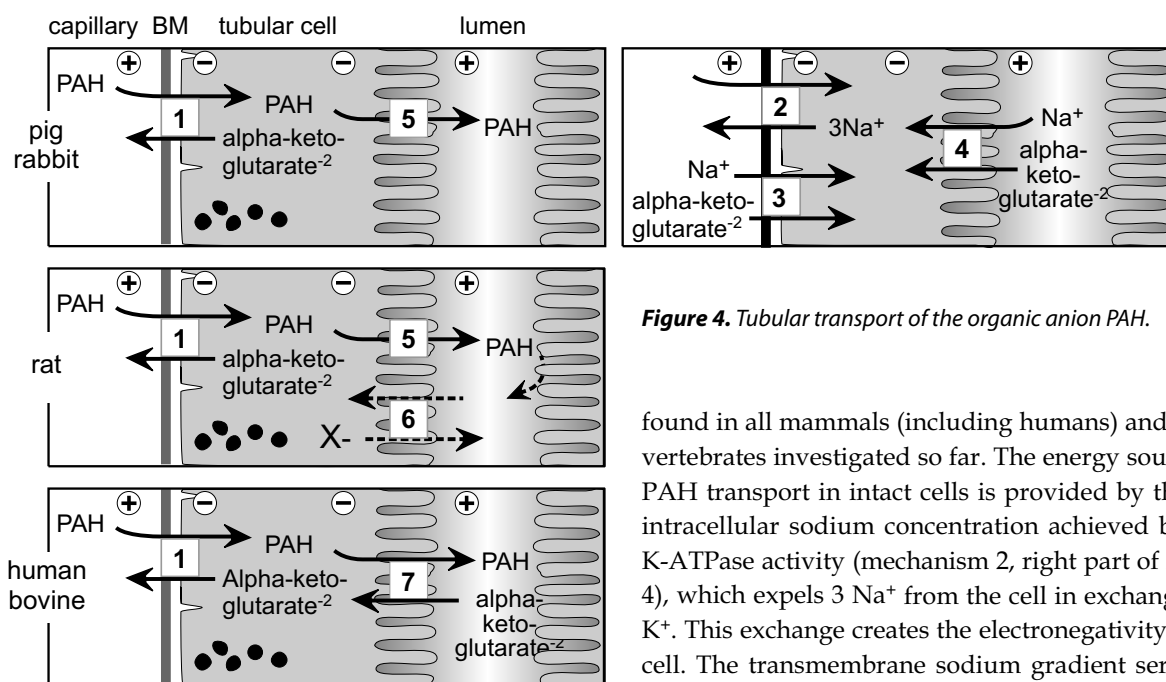 capillary BM tubular cell lumen
+ − − +
PAH
PAH
1
5
PAH
pig
rabbit
alpha-keto-
glutarate-2
+ − − +
2
3Na+
Na+
4
Na+
alpha-
keto-
glutarate-2
3
alpha-keto-
glutarate-2
+ − − +
PAH
PAH
1
5
PAH
rat
alpha-keto-
glutarate-2
6
X-
+ − − +
PAH
PAH
1
7
PAH
human
bovine
Alpha-keto-
glutarate-2
alpha-
keto-
glutarate-2
Figure 4. Tubular transport of the organic anion PAH.
found in all mammals (including humans) and
vertebrates investigated so far. The energy sou
PAH transport in intact cells is provided by th
intracellular sodium concentration achieved b
K-ATPase activity (mechanism 2, right part of
4), which expels 3 Na+ from the cell in exchang
K+. This exchange creates the electronegativity
cell. The transmembrane sodium gradient ser